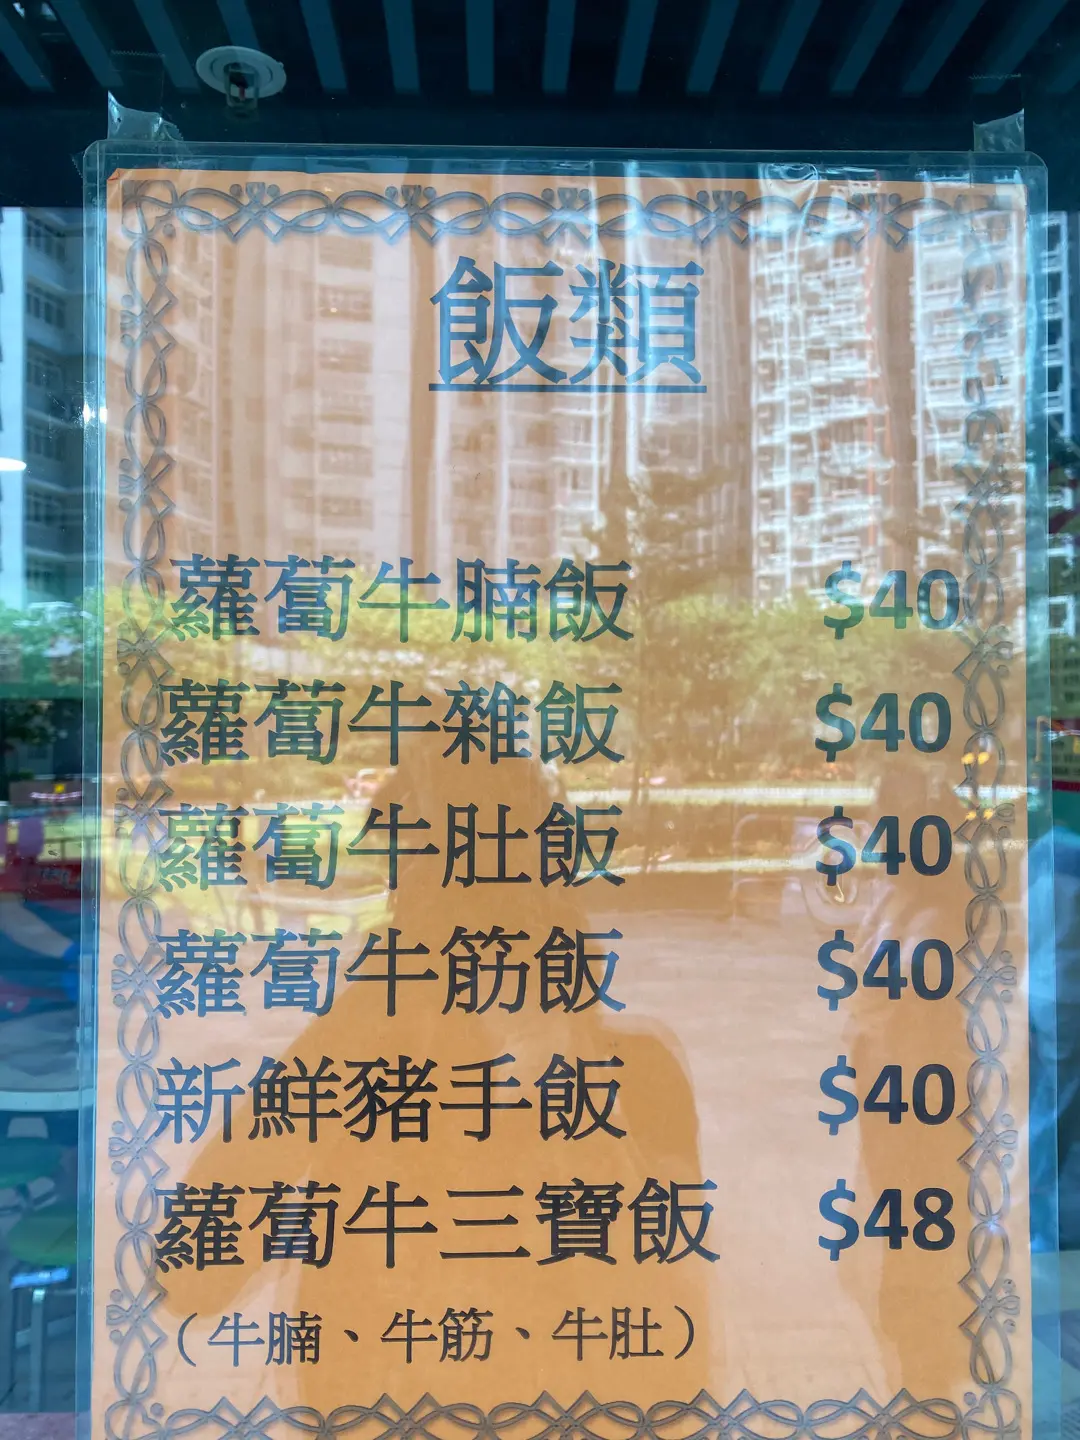 飯類
蘿蔔牛腩飯 $40
蘿蔔牛雜飯 $40
蘿蔔牛肚飯 $40
蘿蔔牛筋飯 $40
新鮮豬手飯 $40
蘿蔔牛三寶飯 $48
（牛腩、牛筋、牛肚）